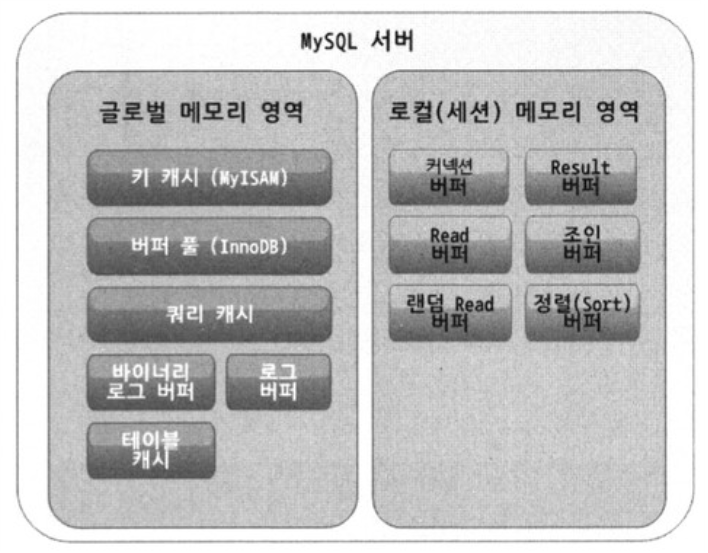 MySQL 서버
글로벌 메모리 영역
키 캐시 (MyISAM)
버퍼 풀 (InnoDB)
쿼리 캐시
바이너리
로그 버퍼
로그
버퍼
테이블
캐시
로컬(세션) 메모리 영역
커넥션
버퍼
Result
버퍼
Read
버퍼
조인
버퍼
랜덤 Read
버퍼
정렬(Sort)
버퍼